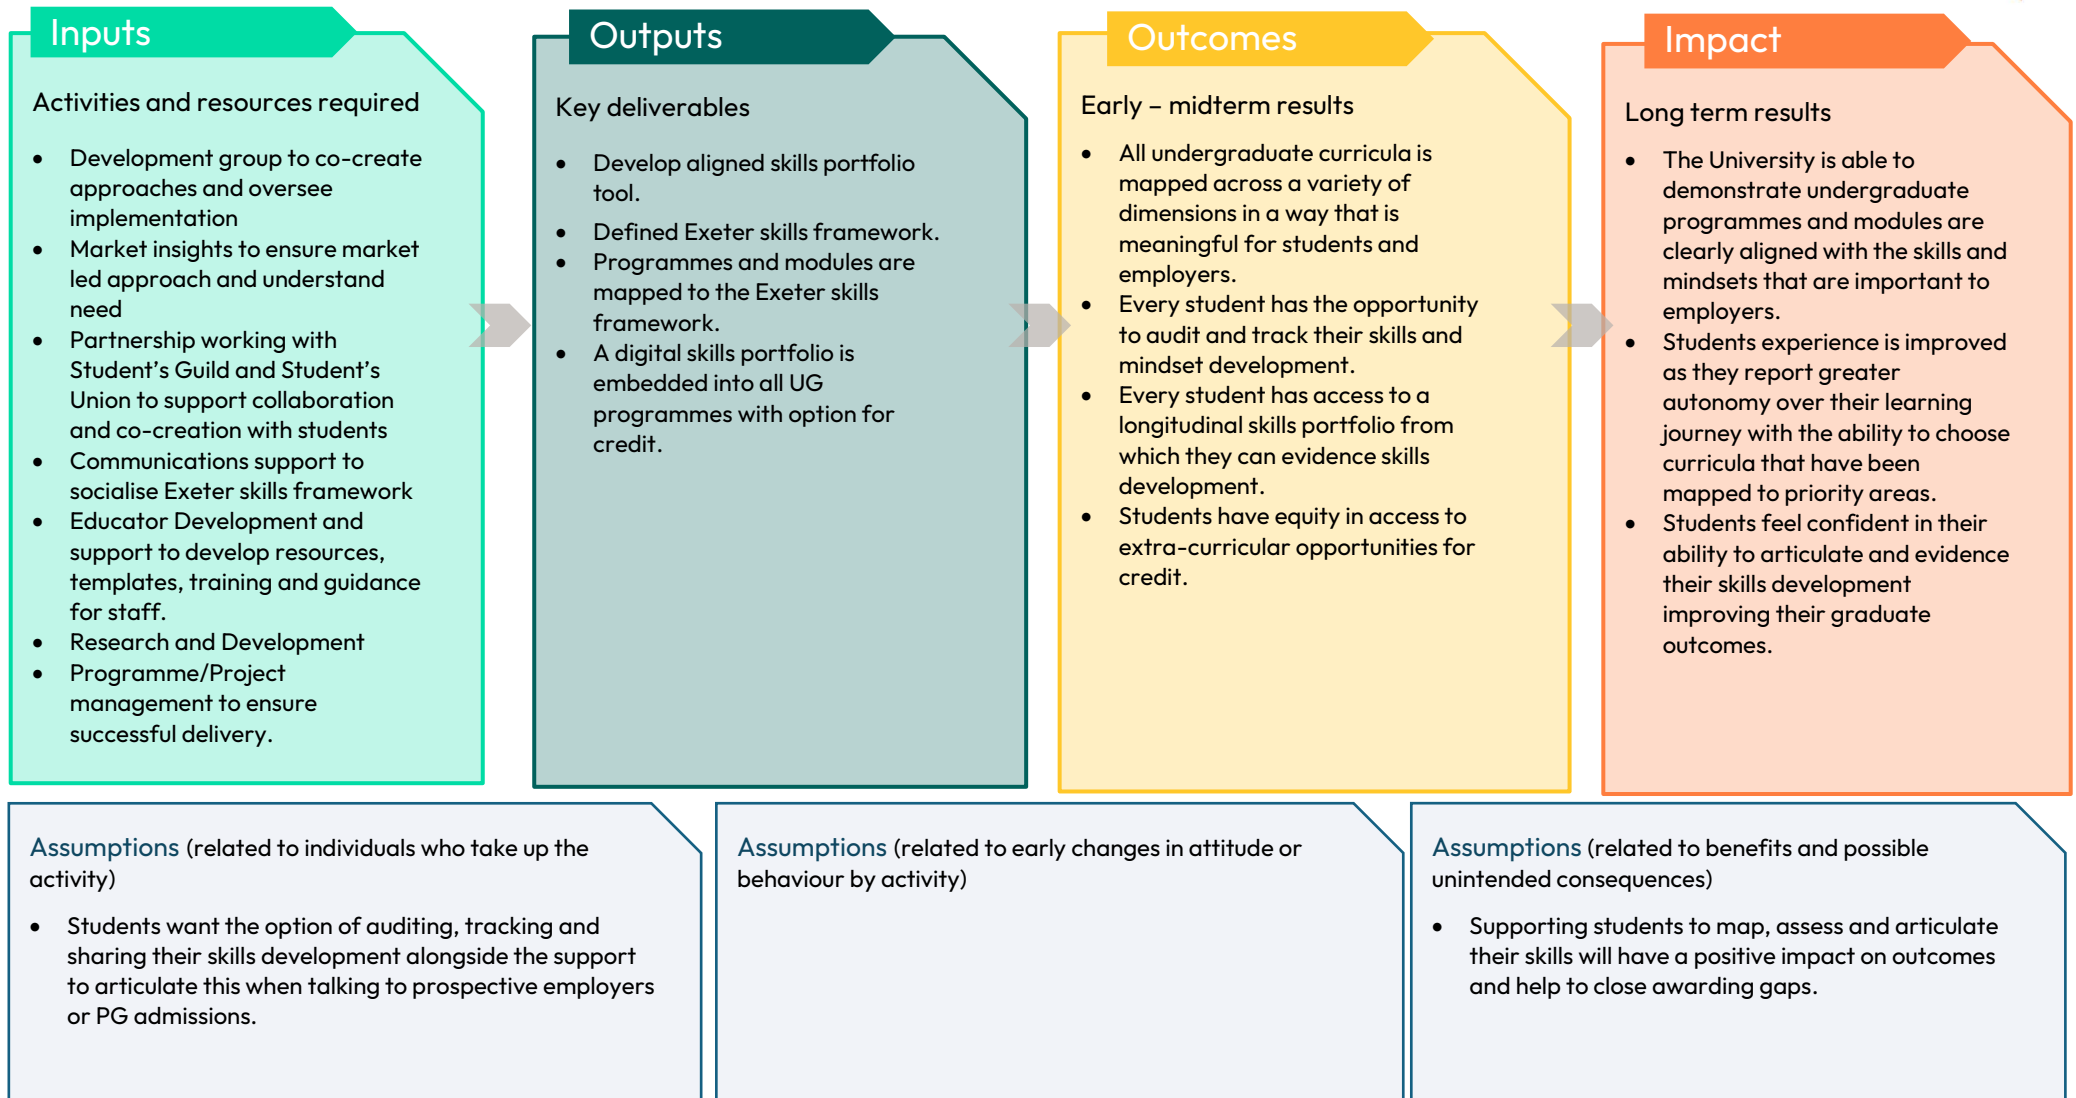 Inputs
Activities and resources required
• Development group to co-create
approaches and oversee
implementation
• Market insights to ensure market
led approach and understand
need
• Partnership working with
Student’s Guild and Student’s
Union to support collaboration
and co-creation with students
• Communications support to
socialise Exeter skills framework
• Educator Development and
support to develop resources,
templates, training and guidance
for staff.
• Research and Development
• Programme/Project
management to ensure
successful delivery.
Outputs
Key deliverables
• Develop aligned skills portfolio
tool.
• Defined Exeter skills framework.
• Programmes and modules are
mapped to the Exeter skills
framework.
• A digital skills portfolio is
embedded into all UG
programmes with option for
credit.
Outcomes
Early – midterm results
• All undergraduate curricula is
mapped across a variety of
dimensions in a way that is
meaningful for students and
employers.
• Every student has the opportunity
to audit and track their skills and
mindset development.
• Every student has access to a
longitudinal skills portfolio from
which they can evidence skills
development.
• Students have equity in access to
extra-curricular opportunities for
credit.
Impact
Long term results
• The University is able to
demonstrate undergraduate
programmes and modules are
clearly aligned with the skills and
mindsets that are important to
employers.
• Students experience is improved
as they report greater
autonomy over their learning
journey with the ability to choose
curricula that have been
mapped to priority areas.
• Students feel confident in their
ability to articulate and evidence
their skills development
improving their graduate
outcomes.
Assumptions (related to individuals who take up the
activity)
• Students want the option of auditing, tracking and
sharing their skills development alongside the support
to articulate this when talking to prospective employers
or PG admissions.
Assumptions (related to early changes in attitude or
behaviour by activity)
Assumptions (related to benefits and possible
unintended consequences)
• Supporting students to map, assess and articulate
their skills will have a positive impact on outcomes
and help to close awarding gaps.